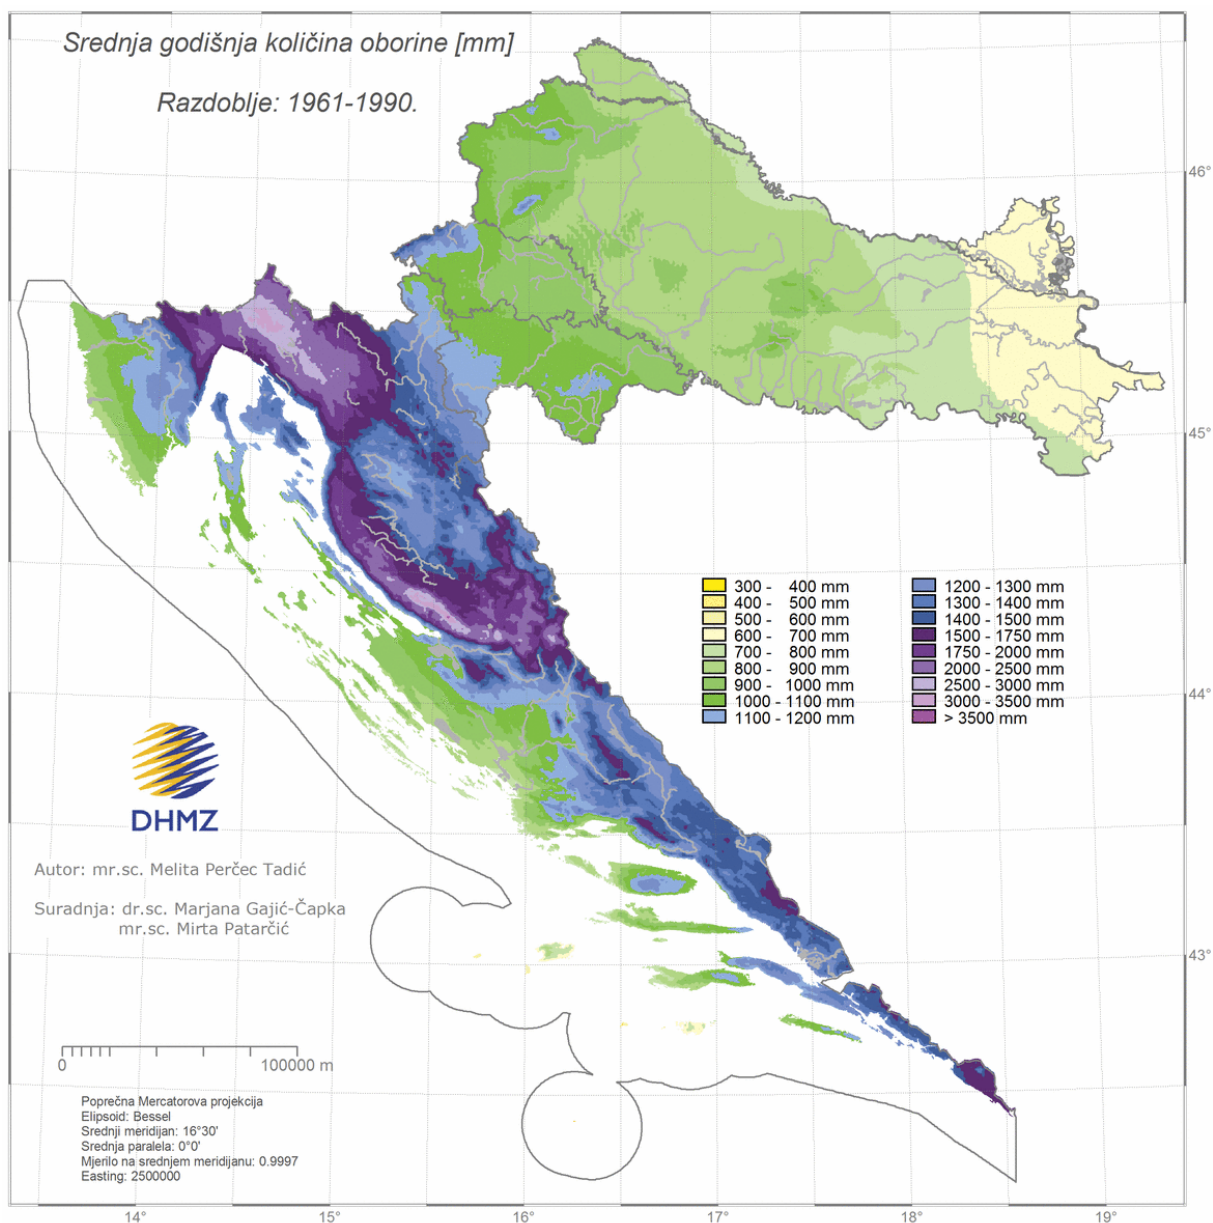 Srednja godišnja količina oborine [mm]
Razdoblje: 1961-1990.
46°
45°
300 - 400 mm
400 - 500 mm
500 - 600 mm
600 - 700 mm
700 - 800 mm
800 - 900 mm
900 - 1000 mm
1000 - 1100 mm
1100 - 1200 mm
1200 - 1300 mm
1300 - 1400 mm
1400 - 1500 mm
1500 - 1750 mm
1750 - 2000 mm
2000 - 2500 mm
2500 - 3000 mm
3000 - 3500 mm
> 3500 mm
44°
DHMZ
Autor: mr.sc. Melita Perčec Tadić
Suradnja: dr.sc. Marjana Gajić-Čapka
mr.sc. Mirta Patarčić
43°
0 100000 m
Poprečna Mercatorova projekcija
Elipsoid: Bessel
Srednji meridijan: 16°30'
Srednja paralela: 0°0'
Mjerilo na srednjem meridijanu: 0.9997
Easting: 2500000
14° 15° 16° 17° 18° 19°